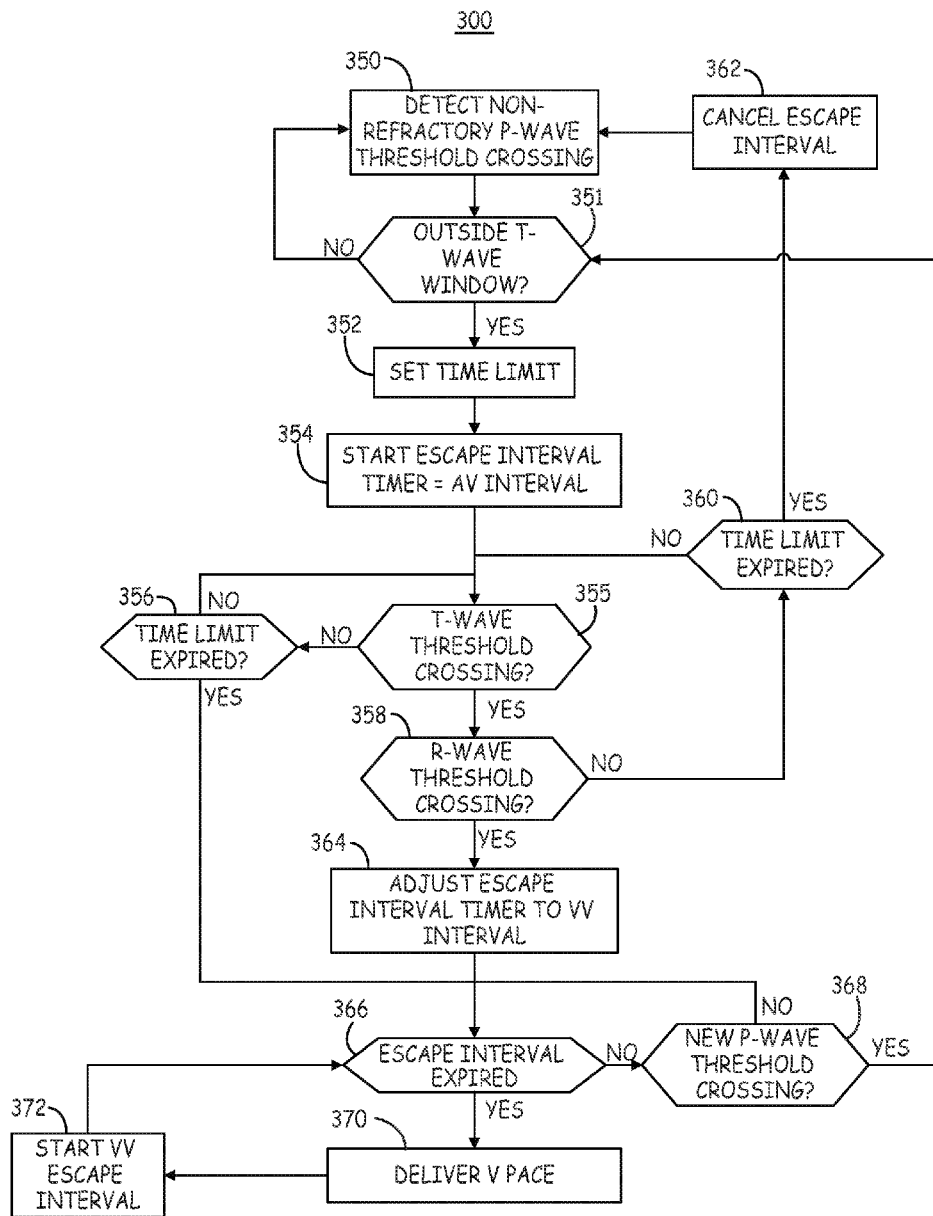 300
350
DETECT NON-
REFRACTORY P-WAVE
THRESHOLD CROSSING
362
CANCEL ESCAPE
INTERVAL
351
OUTSIDE T-
WAVE
WINDOW?
NO
YES
352
SET TIME LIMIT
354
START ESCAPE INTERVAL
TIMER = AV INTERVAL
360
YES
NO
TIME LIMIT
EXPIRED?
356
NO
TIME LIMIT
EXPIRED?
YES
NO
355
T-WAVE
THRESHOLD
CROSSING?
YES
358
R-WAVE
THRESHOLD
CROSSING?
NO
YES
364
ADJUST ESCAPE
INTERVAL TIMER TO VV
INTERVAL
366
ESCAPE INTERVAL
EXPIRED
NO
YES
368
NO
NEW P-WAVE
THRESHOLD
CROSSING?
YES
370
DELIVER V PACE
372
START VV
ESCAPE
INTERVAL